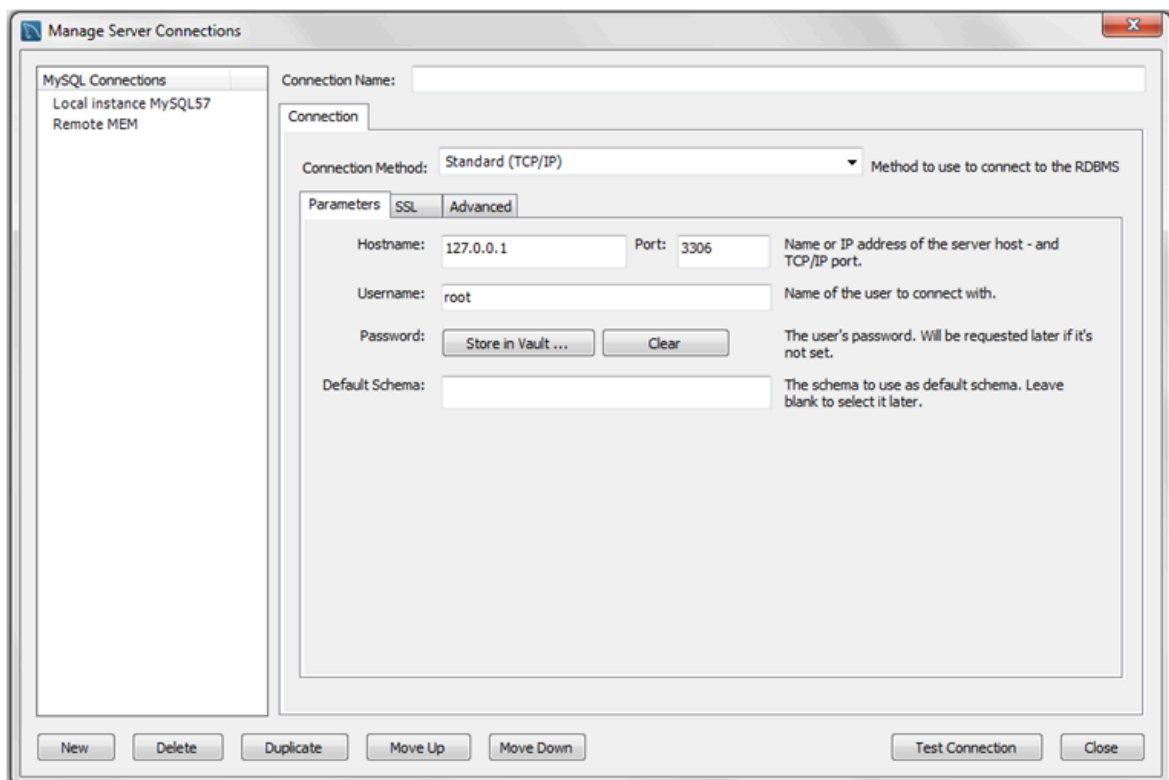 Manage Server Connections
MySQL Connections
Local instance MySQL57
Remote MEM
Connection Name:
Connection
Connection Method: Standard (TCP/IP) Method to use to connect to the RDBMS
Parameters SSL Advanced
Hostname: 127.0.0.1 Port: 3306 Name or IP address of the server host - and
TCP/IP port.
Username: root Name of the user to connect with.
Password: Store in Vault ... Clear The user's password. Will be requested later if it's
not set.
Default Schema: The schema to use as default schema. Leave
blank to select it later.
New Delete Duplicate Move Up Move Down Test Connection Close